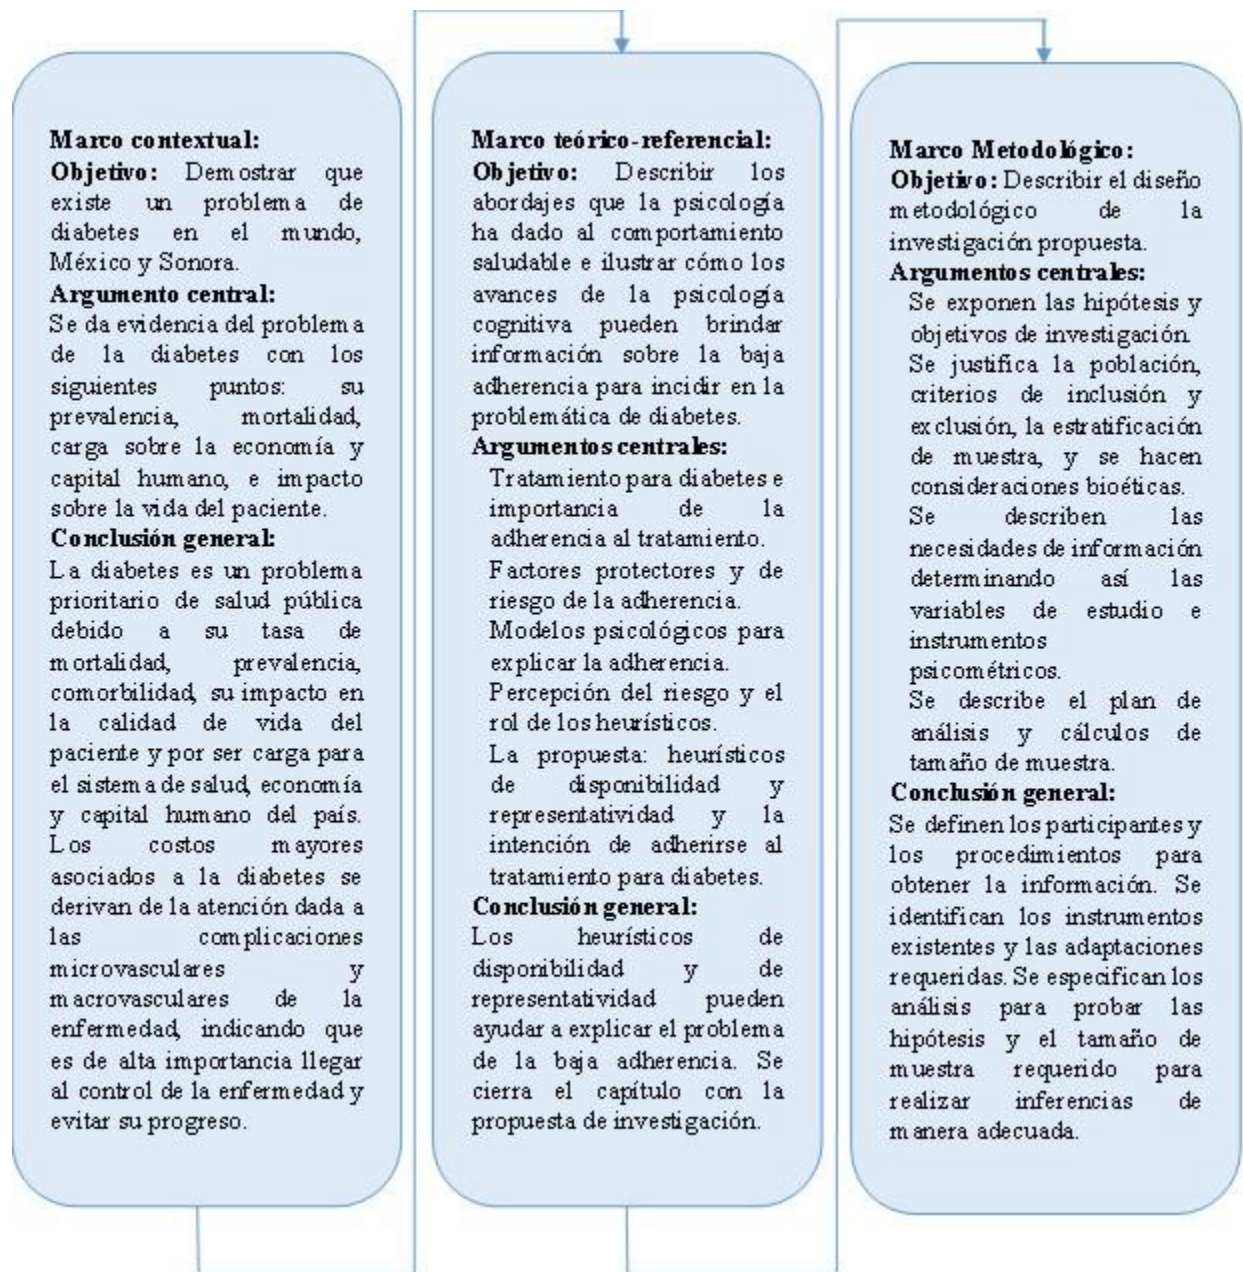 Marco contextual:
Objetivo: Demostrar que
existe un problema de
diabetes en el mundo,
México y Sonora.
Argumento central:
Se da evidencia del problema
de la diabetes con los
siguientes puntos: su
prevalencia, mortalidad,
carga sobre la economía y
capital humano, e impacto
sobre la vida del paciente.
Conclusión general:
La diabetes es un problema
prioritario de salud pública
debido a su tasa de
mortalidad, prevalencia,
comorbilidad, su impacto en
la calidad de vida del
paciente y por ser carga para
el sistema de salud, economía
y capital humano del país.
Los costos mayores
asociados a la diabetes se
derivan de la atención dada a
las complicaciones
microvasculares y
macrovasculares de la
enfermedad, indicando que
es de alta importancia llegar
al control de la enfermedad y
evitar su progreso.
Marco teórico-referencial:
Objetivo: Describir los
abordajes que la psicología
ha dado al comportamiento
saludable e ilustrar cómo los
avances de la psicología
cognitiva pueden brindar
información sobre la baja
adherencia para incidir en la
problemática de diabetes.
Argumentos centrales:
Tratamiento para diabetes e
importancia de la
adherencia al tratamiento.
Factores protectores y de
riesgo de la adherencia.
Modelos psicológicos para
explicar la adherencia.
Percepción del riesgo y el
rol de los heurísticos.
La propuesta: heurísticos
de disponibilidad y
representatividad y la
intención de adherirse al
tratamiento para diabetes.
Conclusión general:
Los heurísticos de
disponibilidad y de
representatividad pueden
ayudar a explicar el problema
de la baja adherencia. Se
cierra el capítulo con la
propuesta de investigación.
Marco Metodológico:
Objetivo: Describir el diseño
metodológico de la
investigación propuesta.
Argumentos centrales:
Se exponen las hipótesis y
objetivos de investigación.
Se justifica la población,
criterios de inclusión y
exclusión, la estratificación
de muestra, y se hacen
consideraciones bioéticas.
Se describen las
necesidades de información
determinando así las
variables de estudio e
instrumentos
psicométricos.
Se describe el plan de
análisis y cálculos de
tamaño de muestra.
Conclusión general:
Se definen los participantes y
los procedimientos para
obtener la información. Se
identifican los instrumentos
existentes y las adaptaciones
requeridas. Se especifican los
análisis para probar las
hipótesis y el tamaño de
muestra requerido para
realizar inferencias de
manera adecuada.